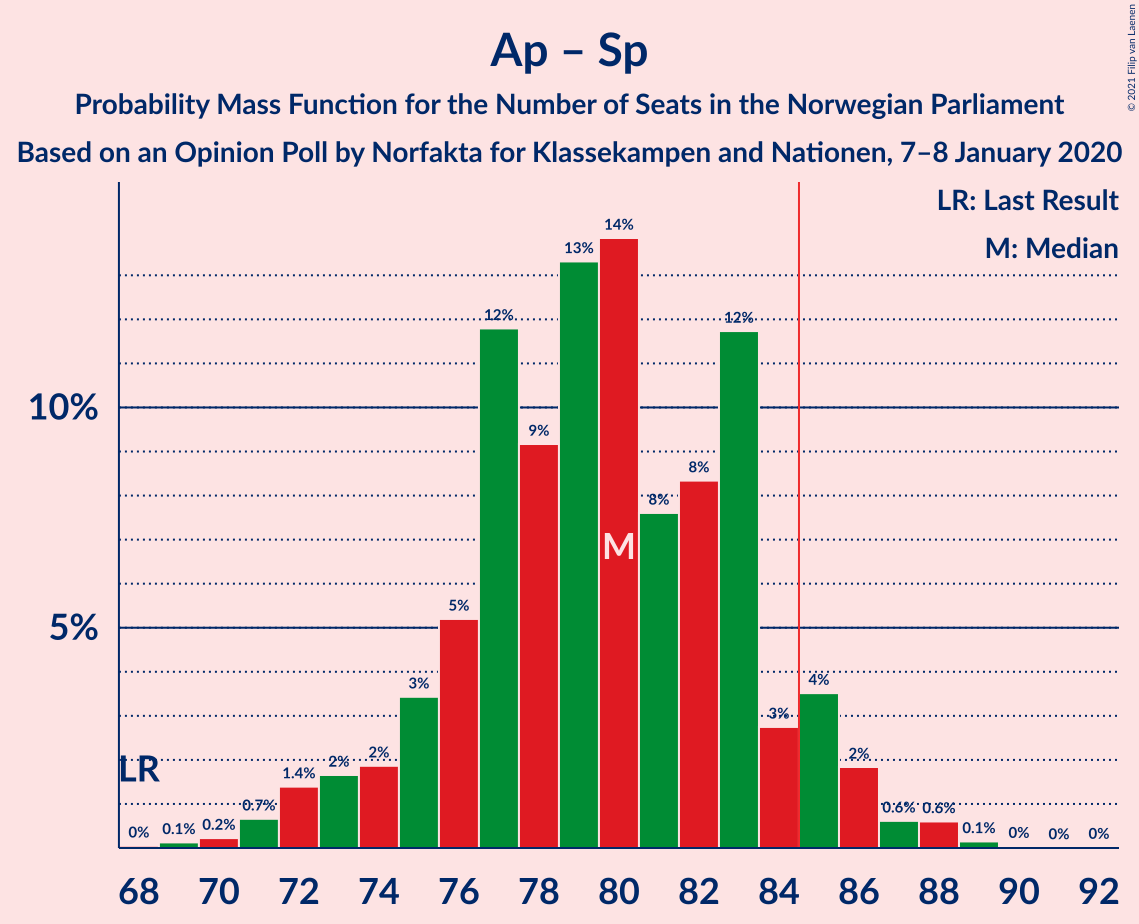 © 2021 Filip van Laenen
Ap – Sp
Probability Mass Function for the Number of Seats in the Norwegian Parliament
Based on an Opinion Poll by Norfakta for Klassekampen and Nationen, 7–8 January 2020
LR: Last Result
M: Median
10%
5%
LR
M
0% 0.1% 0.2% 0.7% 1.4% 2% 2% 3% 5% 12% 9% 13% 14% 8% 8% 12% 3% 4% 2% 0.6% 0.6% 0.1% 0% 0% 0%
68 70 72 74 76 78 80 82 84 86 88 90 92